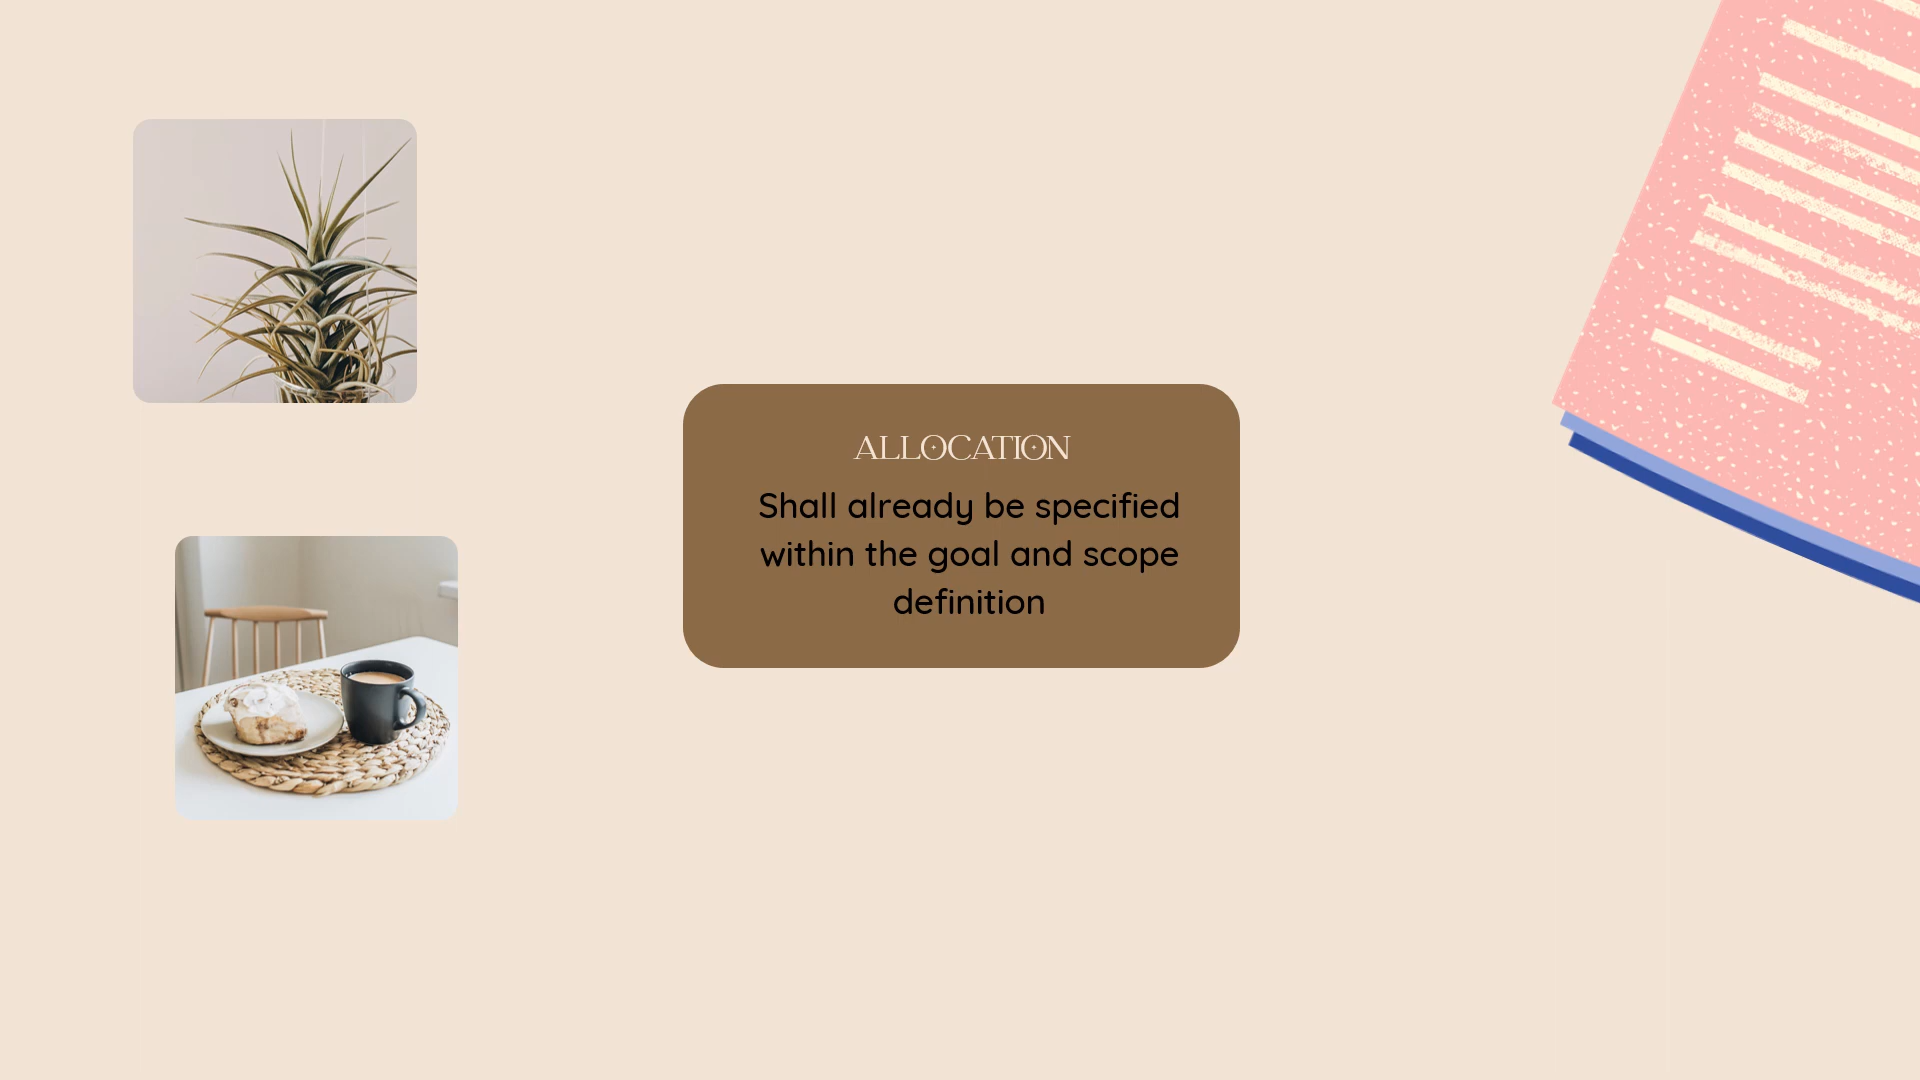 ALLOCATION
Shall already be specified
within the goal and scope
definition